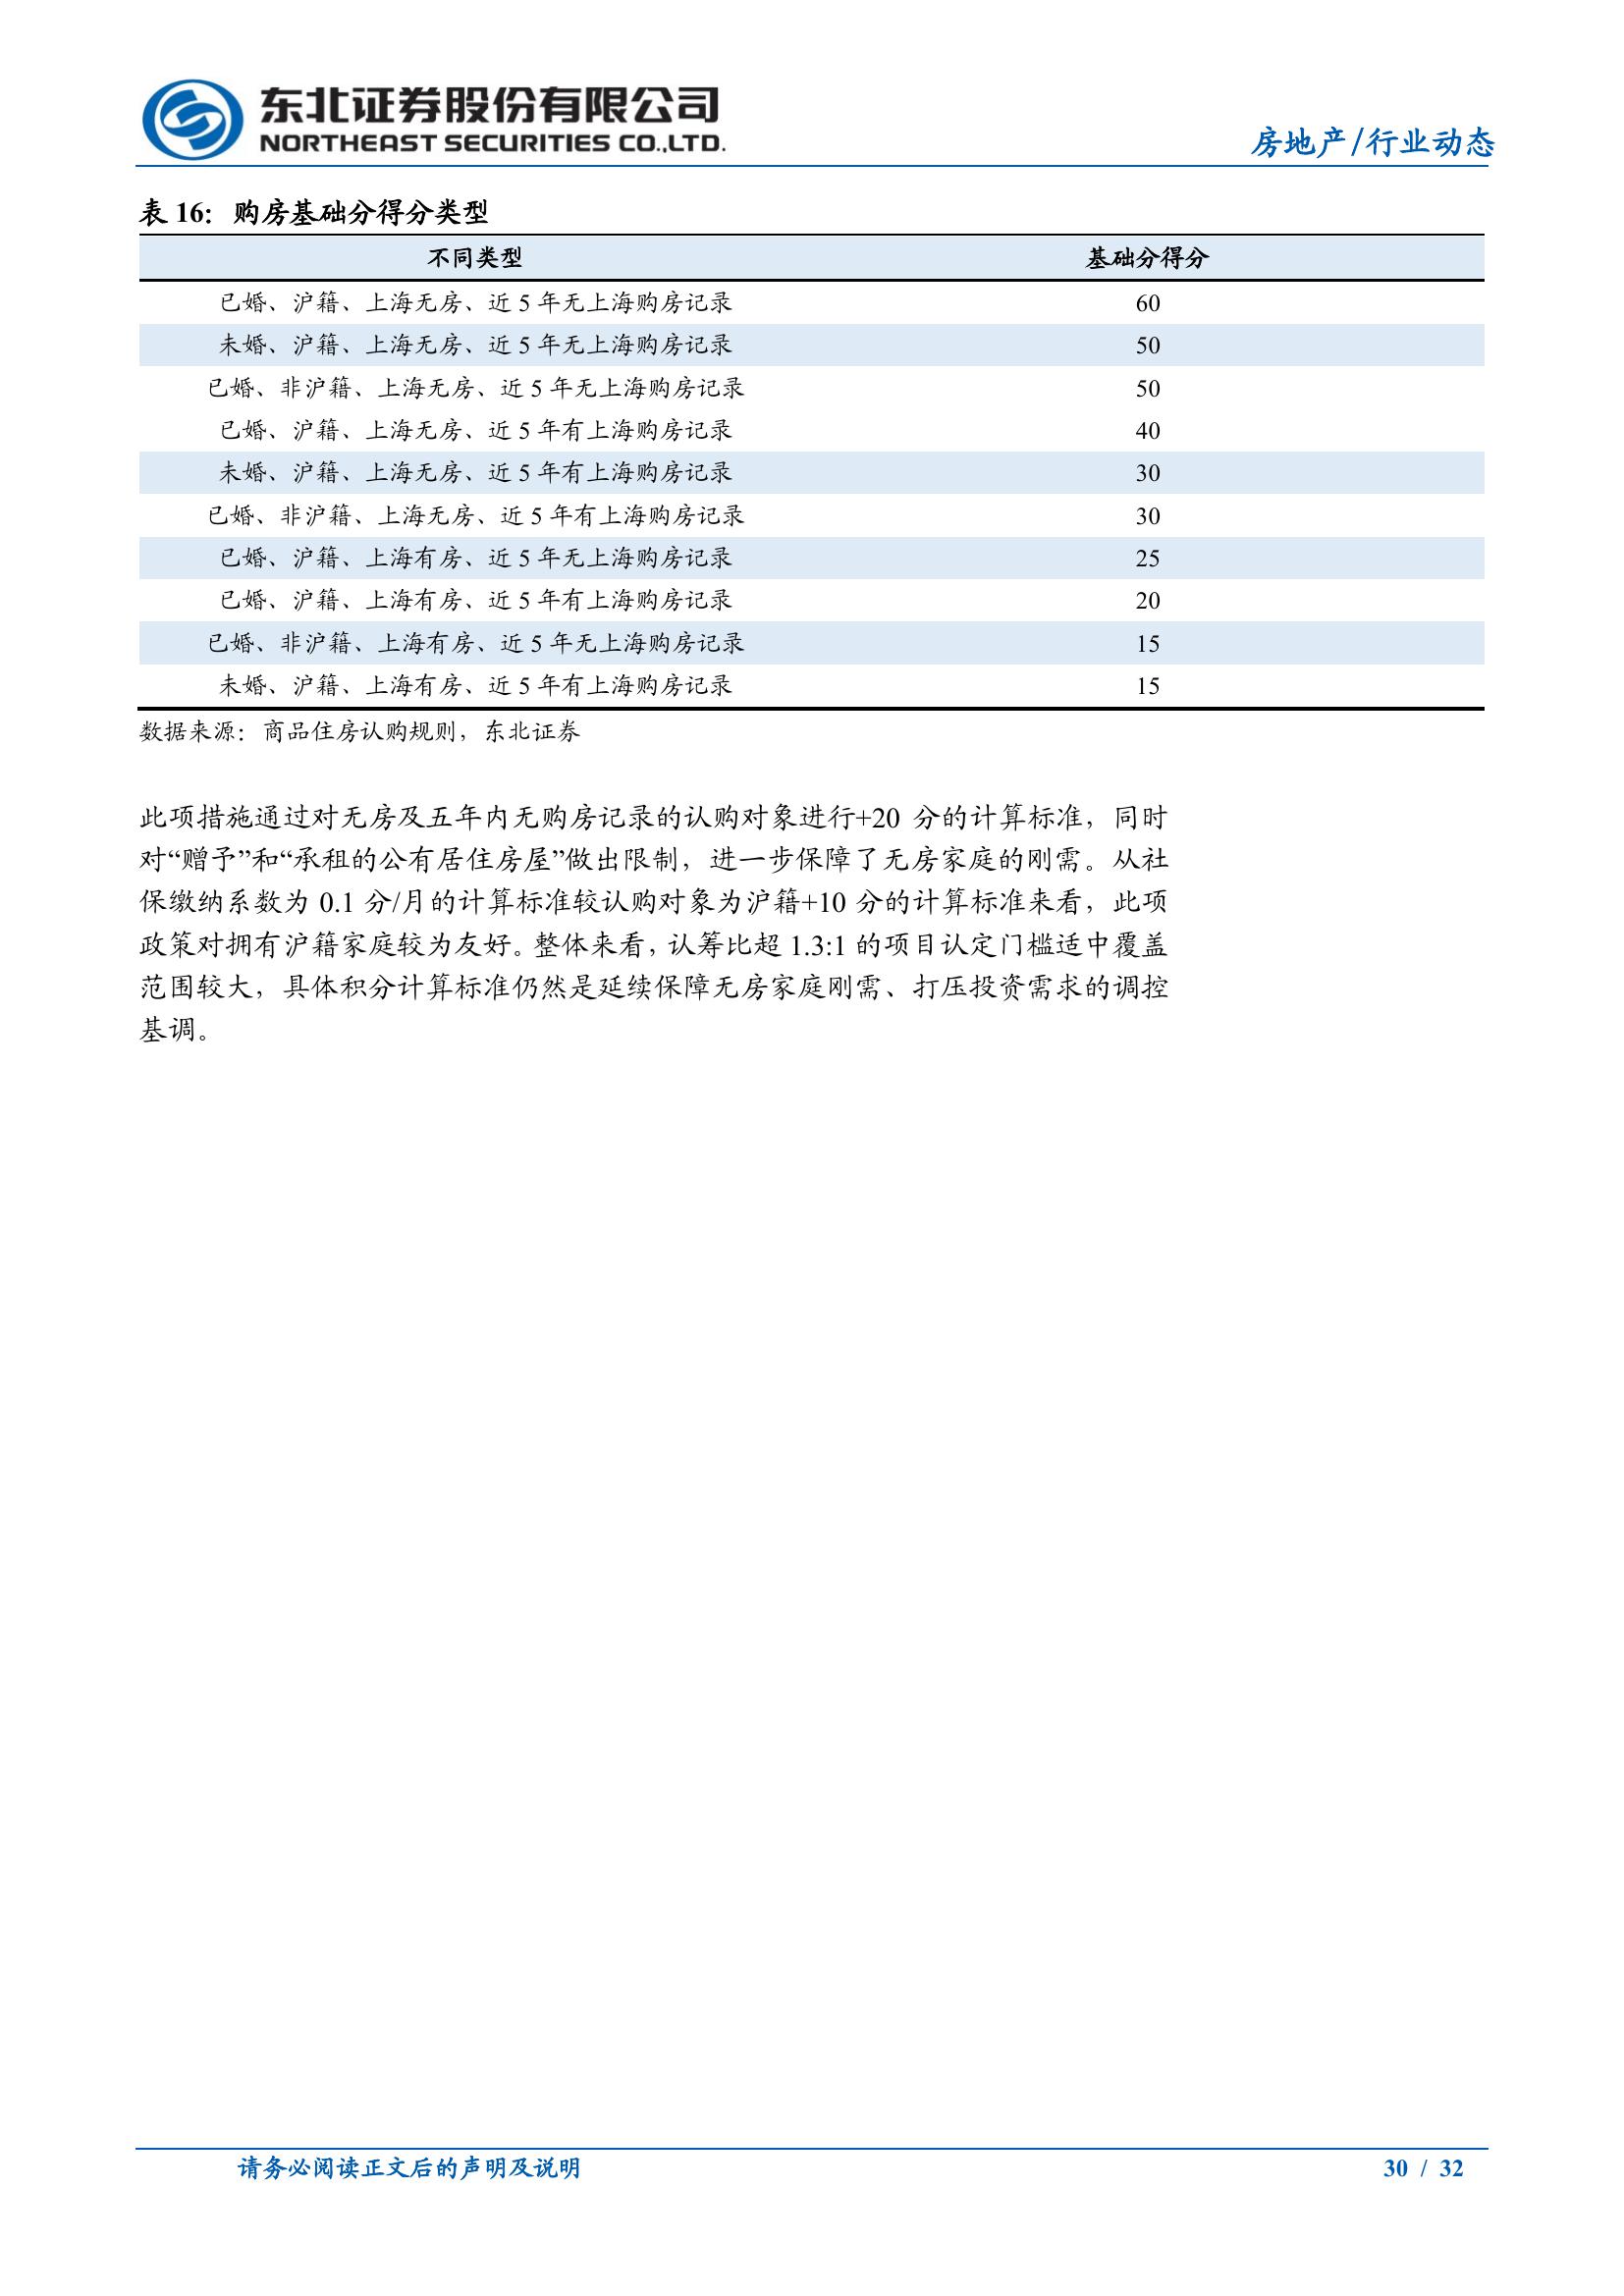 东北证券股份有限公司
NORTHEAST SECURITIES CO.,LTD.
房地产/行业动态
表 16：购房基础分得分类型
不同类型 基础分得分
已婚、沪籍、上海无房、近 5 年无上海购房记录 60
未婚、沪籍、上海无房、近 5 年无上海购房记录 50
已婚、非沪籍、上海无房、近 5 年无上海购房记录 50
已婚、沪籍、上海无房、近 5 年有上海购房记录 40
未婚、沪籍、上海无房、近 5 年有上海购房记录 30
已婚、非沪籍、上海无房、近 5 年有上海购房记录 30
已婚、沪籍、上海有房、近 5 年无上海购房记录 25
已婚、沪籍、上海有房、近 5 年有上海购房记录 20
已婚、非沪籍、上海有房、近 5 年无上海购房记录 15
未婚、沪籍、上海有房、近 5 年有上海购房记录 15
数据来源：商品住房认购规则，东北证券
此项措施通过对无房及五年内无购房记录的认购对象进行+20 分的计算标准，同时
对“赠予”和“承租的公有居住房屋”做出限制，进一步保障了无房家庭的刚需。从社
保缴纳系数为 0.1 分/月的计算标准较认购对象为沪籍+10 分的计算标准来看，此项
政策对拥有沪籍家庭较为友好。整体来看，认筹比超 1.3:1 的项目认定门槛适中覆盖
范围较大，具体积分计算标准仍然是延续保障无房家庭刚需、打压投资需求的调控
基调。
请务必阅读正文后的声明及说明
30 / 32